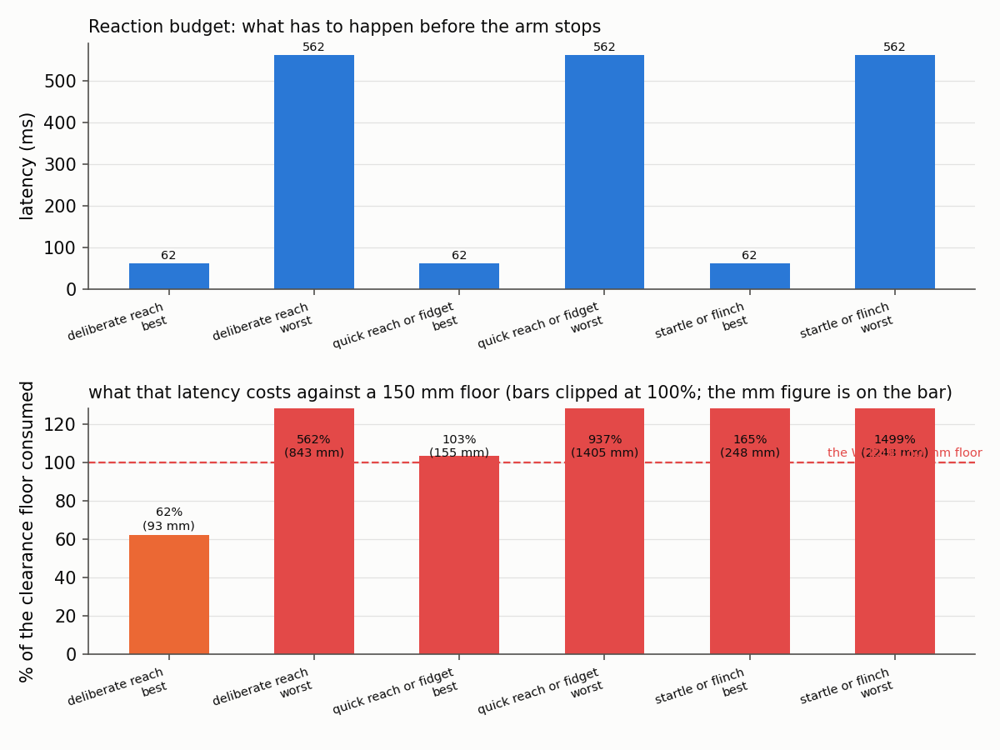 Reaction budget: what has to happen before the arm stops
latency (ms)
500
400
300
200
100
0
62
562
62
562
62
562
deliberate reach
best
deliberate reach
worst
quick reach or fidget
best
quick reach or fidget
worst
startle or flinch
best
startle or flinch
worst
what that latency costs against a 150 mm floor (bars clipped at 100%; the mm figure is on the bar)
% of the clearance floor consumed
120
100
80
60
40
20
0
62%
(93 mm)
562%
(843 mm)
103%
(155 mm)
937%
(1405 mm)
165%
(248 mm)
1499%
mm)
the
mm floor
deliberate reach
best
deliberate reach
worst
quick reach or fidget
best
quick reach or fidget
worst
startle or flinch
best
startle or flinch
worst